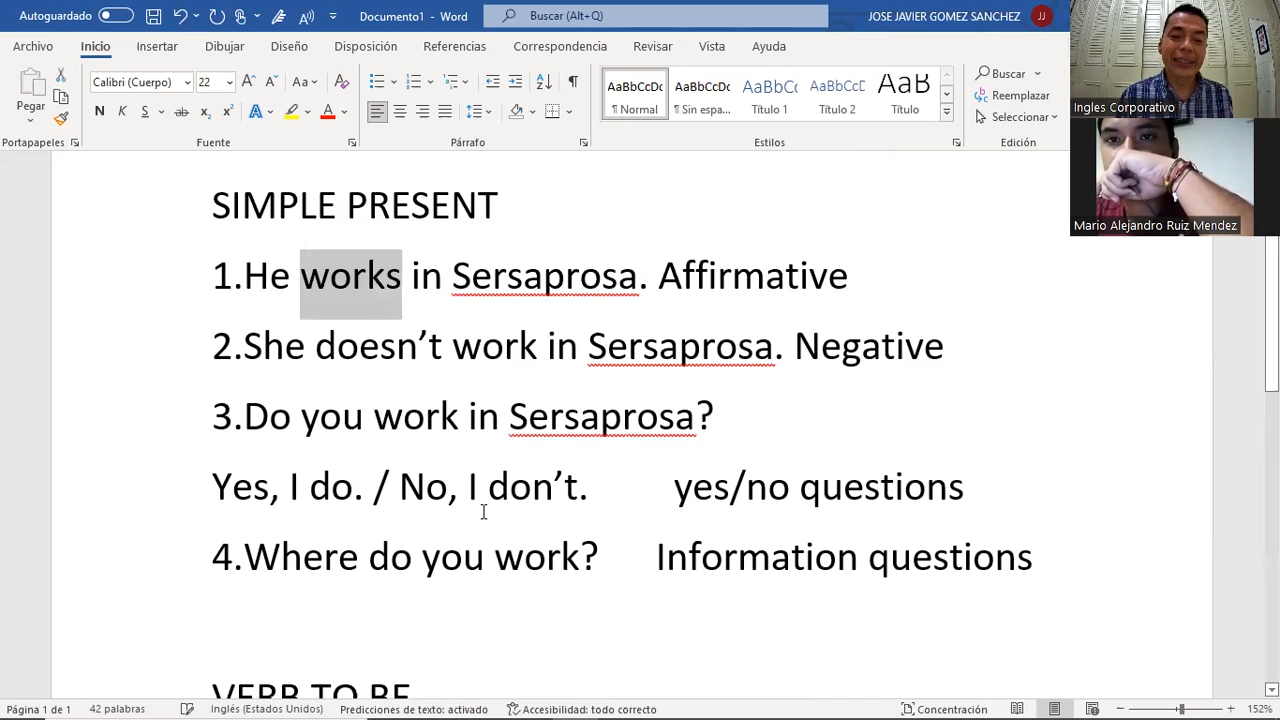 Autoguardado
Documento1 - Word
Buscar (Alt+Q)
JOSE JAVIER GOMEZ SANCHEZ
JJ
Archivo Inicio Insertar Dibujar Diseño Disposición Referencias Correspondencia Revisar Vista Ayuda
Pegar
Portapapeles
Calibri (Cuerpo) 22
N K S ab x₂ x²
Fuente
Párrafo
AaBbCcDc AaBbCcDc AaBbCc AaBbCcD AaB
¶ Normal ¶ Sin espa... Título 1 Título 2 Título
Estilos
Buscar
Reemplazar
Seleccionar
Edición
Ingles Corporativo
Mario Alejandro Ruiz Mendez
SIMPLE PRESENT
1.He works in Sersaprosa. Affirmative
2.She doesn’t work in Sersaprosa. Negative
3.Do you work in Sersaprosa?
Yes, I do. / No, I don’t. yes/no questions
4.Where do you work? Information questions
VERB TO BE
Página 1 de 1 42 palabras Inglés (Estados Unidos) Predicciones de texto: activado Accesibilidad: todo correcto Concentración 152%